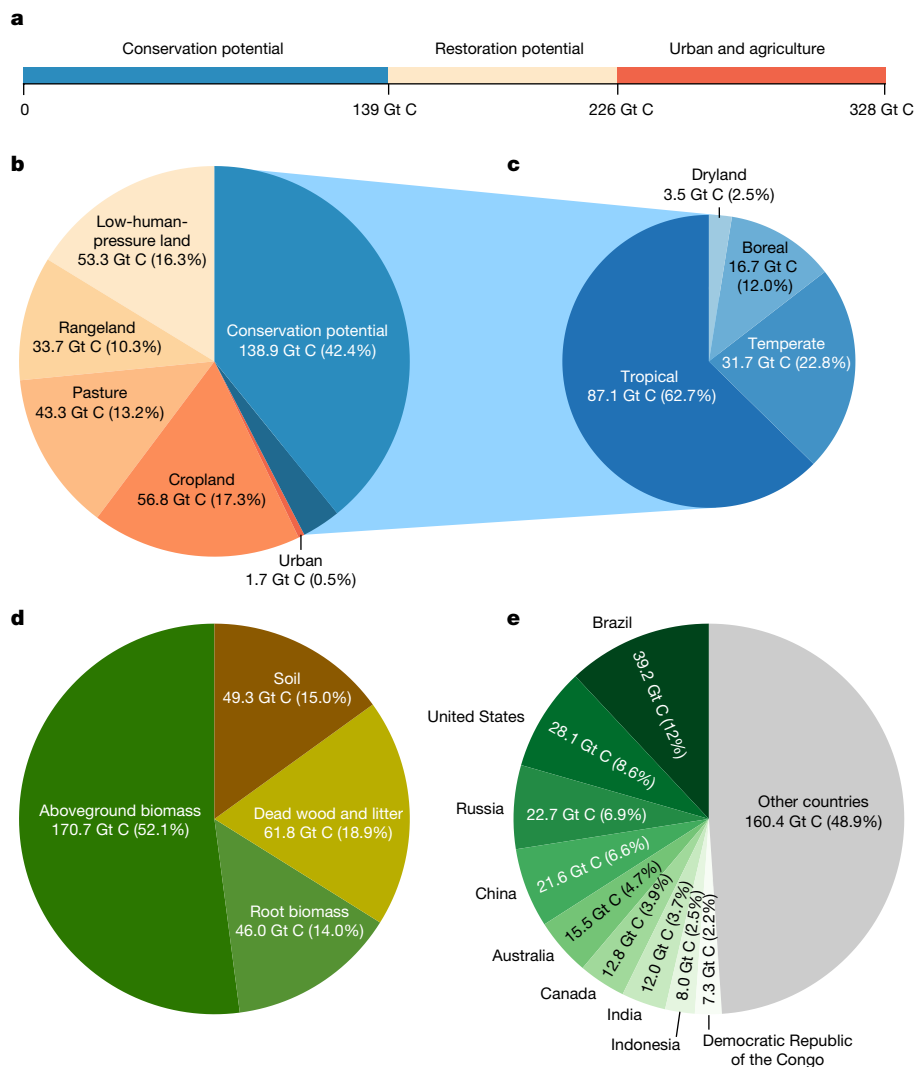 a
Conservation potential
Restoration potential
Urban and agriculture
0
139 Gt C
226 Gt C
328 Gt C
b
Low-human-
pressure land
53.3 Gt C (16.3%)
Rangeland
33.7 Gt C (10.3%)
Pasture
43.3 Gt C (13.2%)
Cropland
56.8 Gt C (17.3%)
Urban
1.7 Gt C (0.5%)
Conservation potential
138.9 Gt C (42.4%)
c
Dryland
3.5 Gt C (2.5%)
Boreal
16.7 Gt C
(12.0%)
Temperate
31.7 Gt C (22.8%)
Tropical
87.1 Gt C (62.7%)
d
Soil
49.3 Gt C (15.0%)
Dead wood and litter
61.8 Gt C (18.9%)
Root biomass
46.0 Gt C (14.0%)
Aboveground biomass
170.7 Gt C (52.1%)
e
Brazil
39.2 Gt C (12%)
United States
28.1 Gt C (8.6%)
Russia
22.7 Gt C (6.9%)
China
21.6 Gt C (6.6%)
Australia
15.5 Gt C (4.7%)
Canada
12.8 Gt C (3.9%)
India
12.0 Gt C (3.7%)
Indonesia
8.0 Gt C (2.5%)
Democratic Republic
of the Congo
7.3 Gt C (2.2%)
Other countries
160.4 Gt C (48.9%)